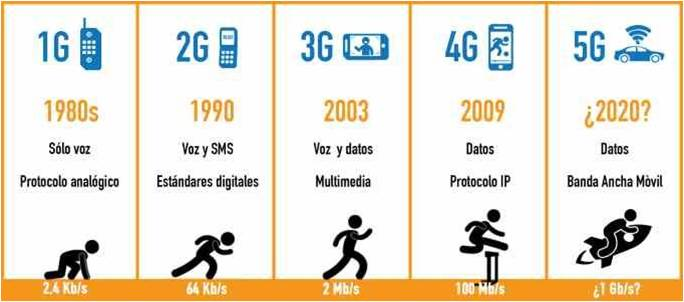 1G
1980s
Sólo voz
Protocolo analógico
2,4 Kb/s
2G
1990
Voz y SMS
Estándares digitales
64 Kb/s
3G
2003
Voz y datos
Multimedia
2 Mb/s
4G
2009
Datos
Protocolo IP
100 Mb/s
5G
¿2020?
Datos
Banda Ancha Mòvil
¿1 Gb/s?